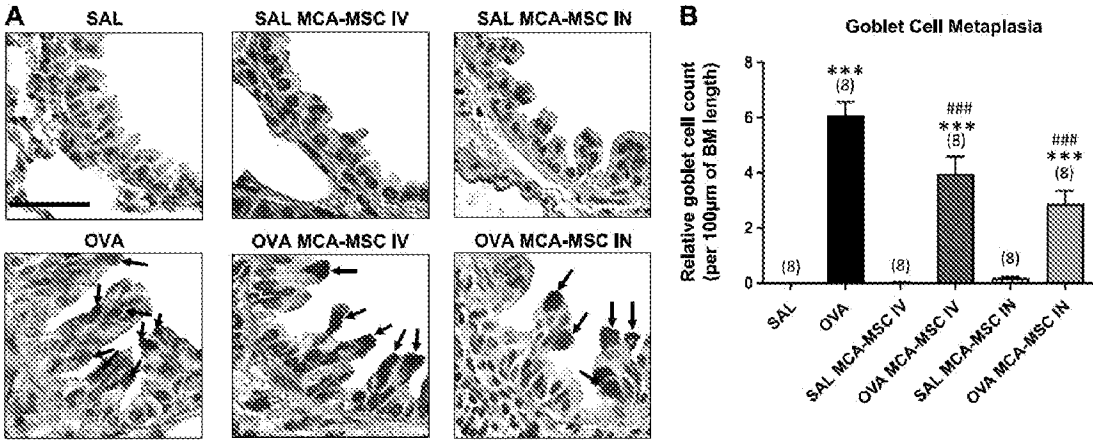 A
SAL
SAL MCA-MSC IV
SAL MCA-MSC IN
OVA
OVA MCA-MSC IV
OVA MCA-MSC IN
B
Goblet Cell Metaplasia
Relative goblet cell count
(per 100μm of BM length)
8
6
4
2
0
(8)
***
(8)
(8)
###
***
(8)
(8)
###
***
(8)
SAL
OVA
SAL MCA-MSC IV
OVA MCA-MSC IV
SAL MCA-MSC IN
OVA MCA-MSC IN